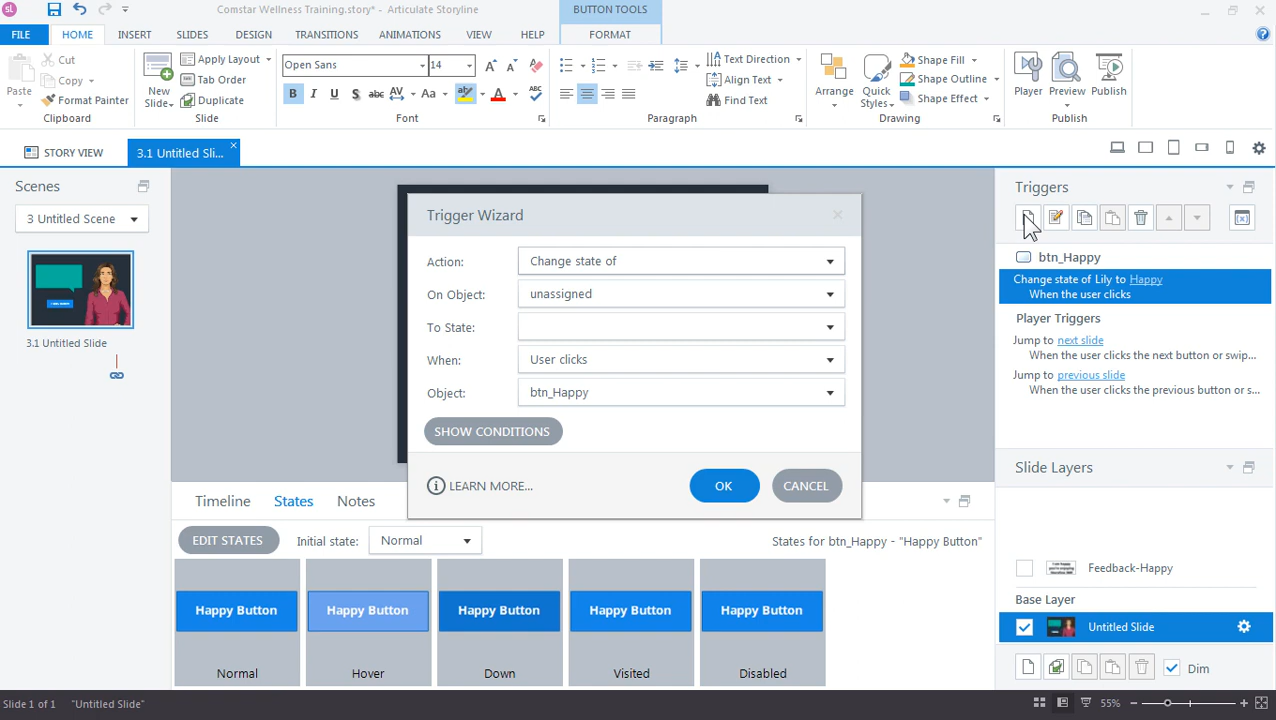 sl
Comstar Wellness Training.story* - Articulate Storyline
BUTTON TOOLS
FILE
HOME
INSERT
SLIDES
DESIGN
TRANSITIONS
ANIMATIONS
VIEW
HELP
FORMAT
Paste
Cut
Copy
Format Painter
Clipboard
New Slide
Apply Layout
Tab Order
Duplicate
Slide
Open Sans
14
B I U S abc AV Aa A
ABC
Font
Text Direction
Align Text
Find Text
Paragraph
Arrange
Quick Styles
Shape Fill
Shape Outline
Shape Effect
Drawing
Player
Preview
Publish
Publish
STORY VIEW
3.1 Untitled Sli...
Scenes
3 Untitled Scene
3.1 Untitled Slide
Trigger Wizard
Action: Change state of
On Object: unassigned
To State:
When: User clicks
Object: btn_Happy
SHOW CONDITIONS
LEARN MORE...
OK
CANCEL
Timeline
States
Notes
EDIT STATES
Initial state: Normal
States for btn_Happy - "Happy Button"
Happy Button
Normal
Happy Button
Hover
Happy Button
Down
Happy Button
Visited
Happy Button
Disabled
Triggers
btn_Happy
Change state of Lily to Happy
When the user clicks
Player Triggers
Jump to next slide
When the user clicks the next button or swip...
Jump to previous slide
When the user clicks the previous button or s...
Slide Layers
Feedback-Happy
Base Layer
Untitled Slide
Dim
Slide 1 of 1
"Untitled Slide"
55%